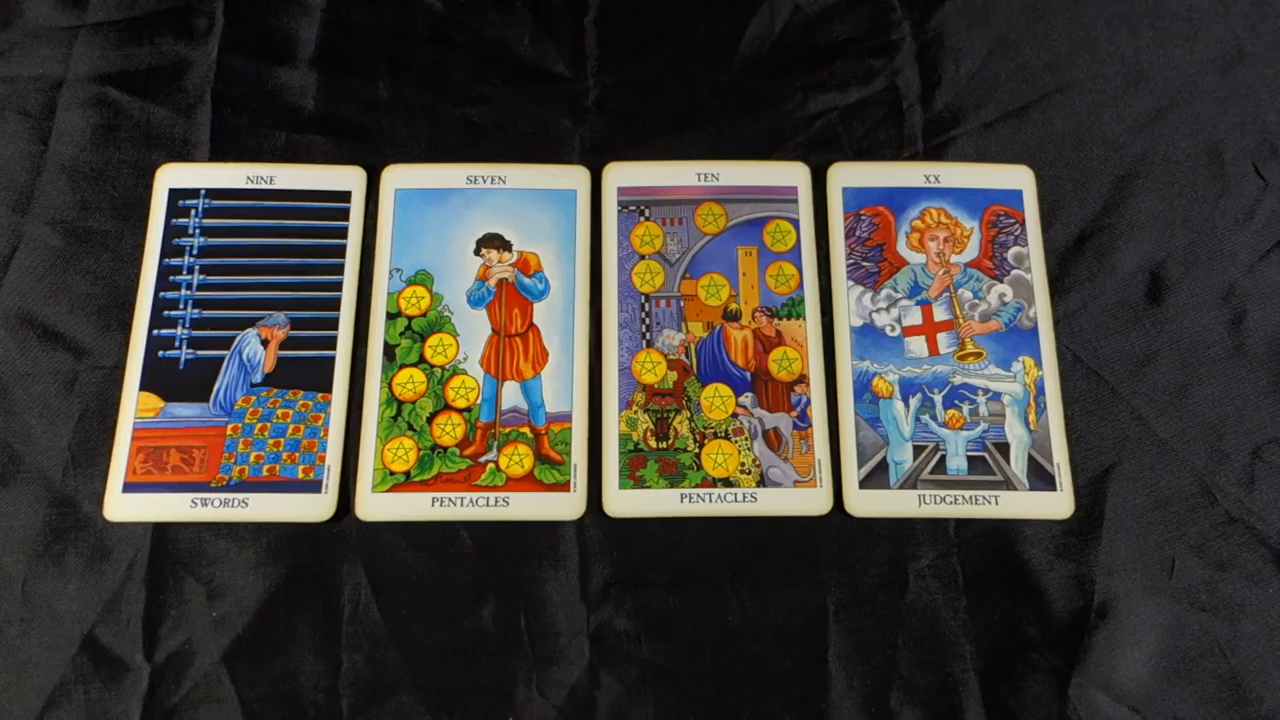 NINE
SWORDS
SEVEN
PENTACLES
TEN
PENTACLES
XX
JUDGEMENT